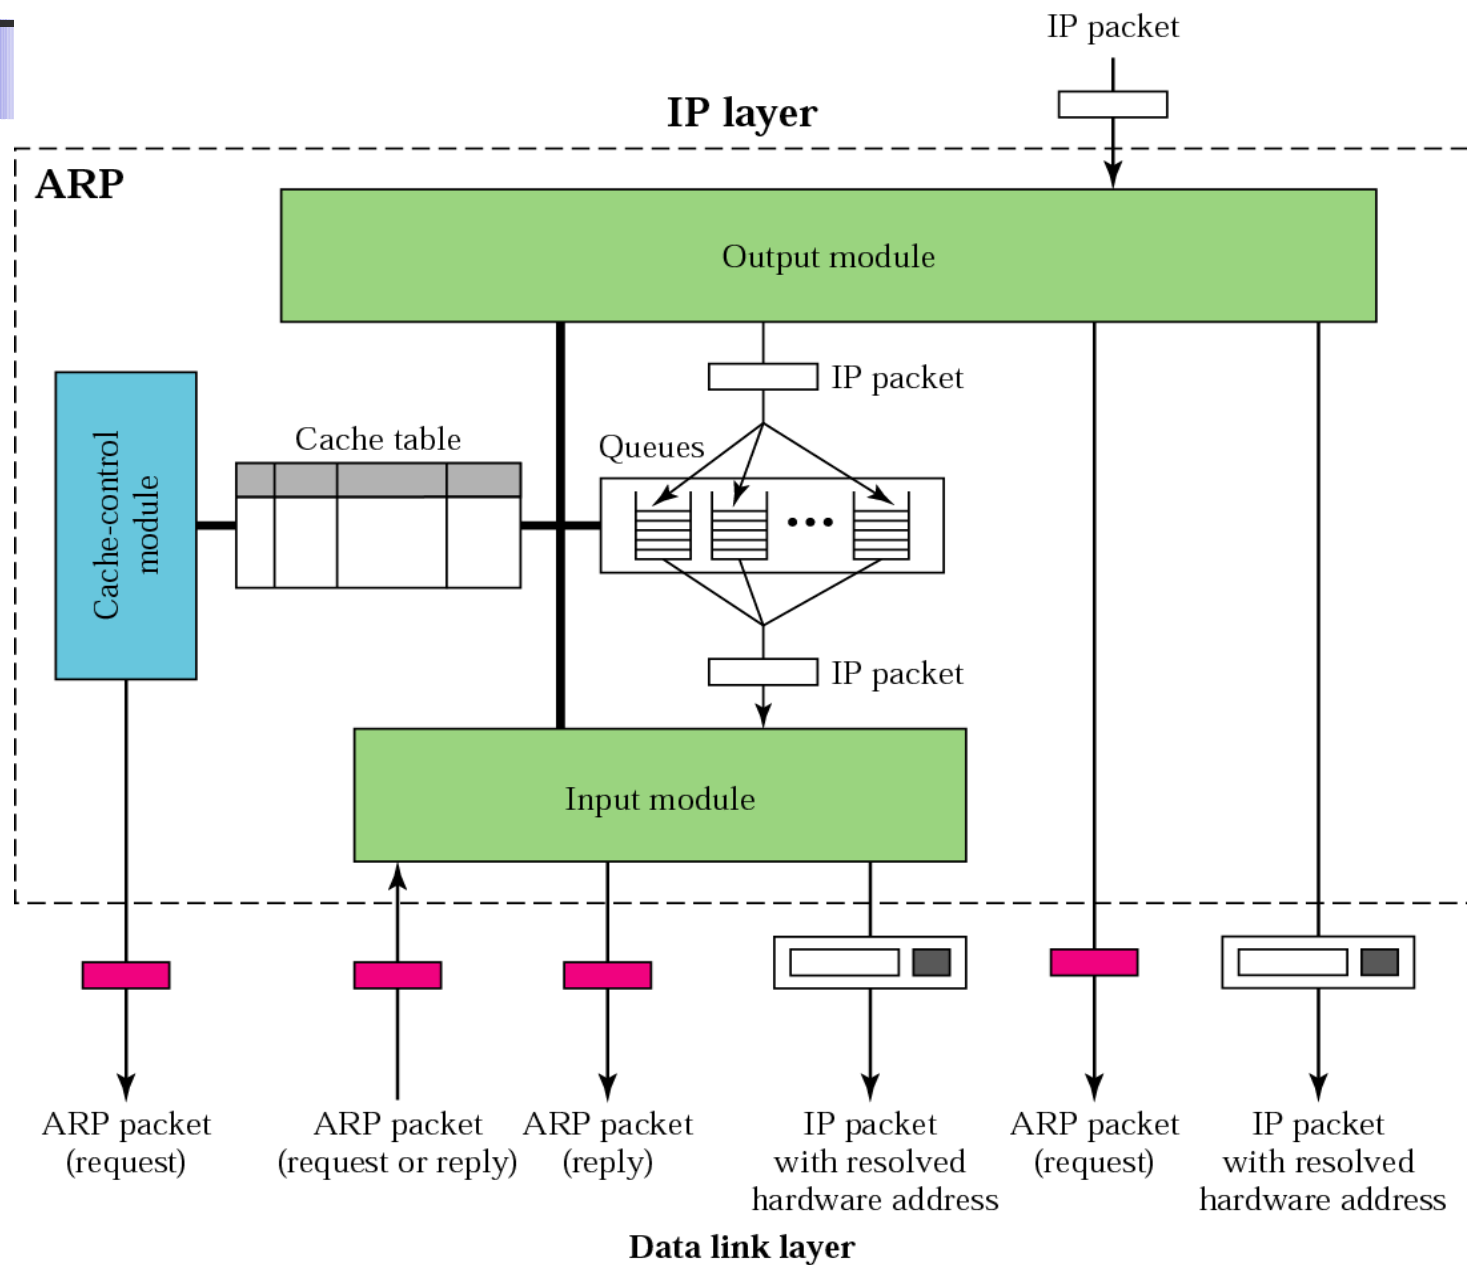 IP packet
IP layer
ARP
Output module
IP packet
Cache table
Queues
Cache-control
module
IP packet
Input module
ARP packet
(request)
ARP packet
(request or reply)
ARP packet
(reply)
IP packet
with resolved
hardware address
ARP packet
(request)
IP packet
with resolved
hardware address
Data link layer